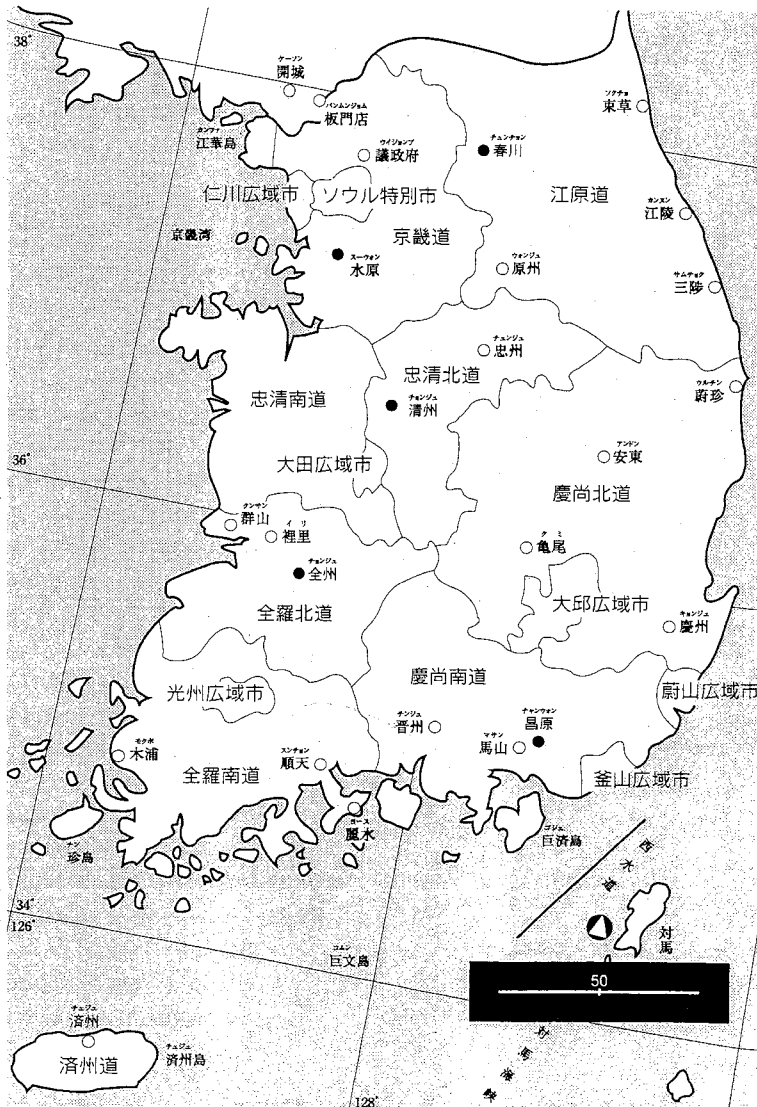 38°
ケーソン
開城
パンムンジョム
板門店
ソクチョ
束草
カンファ
江華島
ウイジョンブ
議政府
チュンチョン
春川
仁川広域市
ソウル特別市
江原道
カンヌン
江陵
京畿湾
京畿道
スーウォン
水原
ウォンジュ
原州
サムチョク
三陟
チュンジュ
忠州
忠清北道
ウルチン
蔚珍
忠清南道
チョンジュ
清州
36°
大田広域市
アンドン
安東
慶尚北道
クンサン
群山
イリ
裡里
クミ
亀尾
チョンジュ
全州
大邱広域市
キョンジュ
慶州
全羅北道
慶尚南道
光州広域市
蔚山広域市
チャンウォン
昌原
チンジュ
晋州
マサン
馬山
モクポ
木浦
スンチョン
順天
全羅南道
釜山広域市
ヨース
麗水
コジェ
巨済島
チン
珍島
西水道
34°
126°
対馬
コムン
巨文島
50
チェジュ
済州
済州道
チェジュ
済州島
対馬海峡
128°